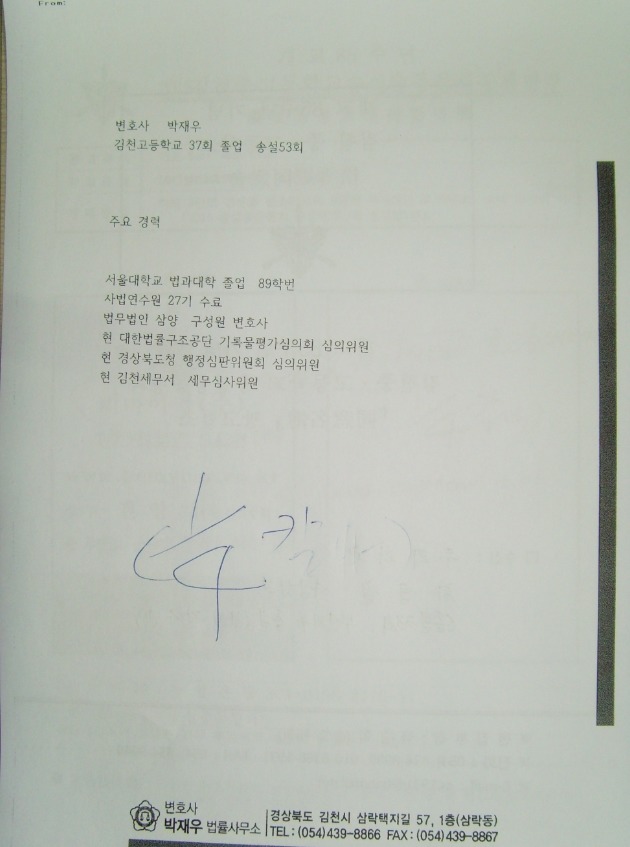 From:
변호사 박재우
김천고등학교 37회 졸업 송설53회
주요 경력
서울대학교 법과대학 졸업 89학번
사법연수원 27기 수료
법무법인 삼양 구성원 변호사
현 대한법률구조공단 기록물평가심의회 심의위원
현 경상북도청 행정심판위원회 심의위원
현 김천세무서 세무심사위원
변호사
박재우 법률사무소
경상북도 김천시 삼락택지길 57, 1층(삼락동)
TEL : (054)439-8866 FAX : (054)439-8867